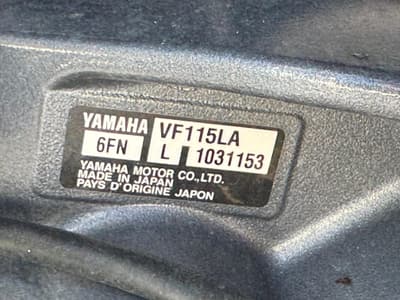 YAMAHA VF115LA
6FN L 1031153
YAMAHA MOTOR CO.,LTD.
MADE IN JAPAN
PAYS D'ORIGINE JAPON